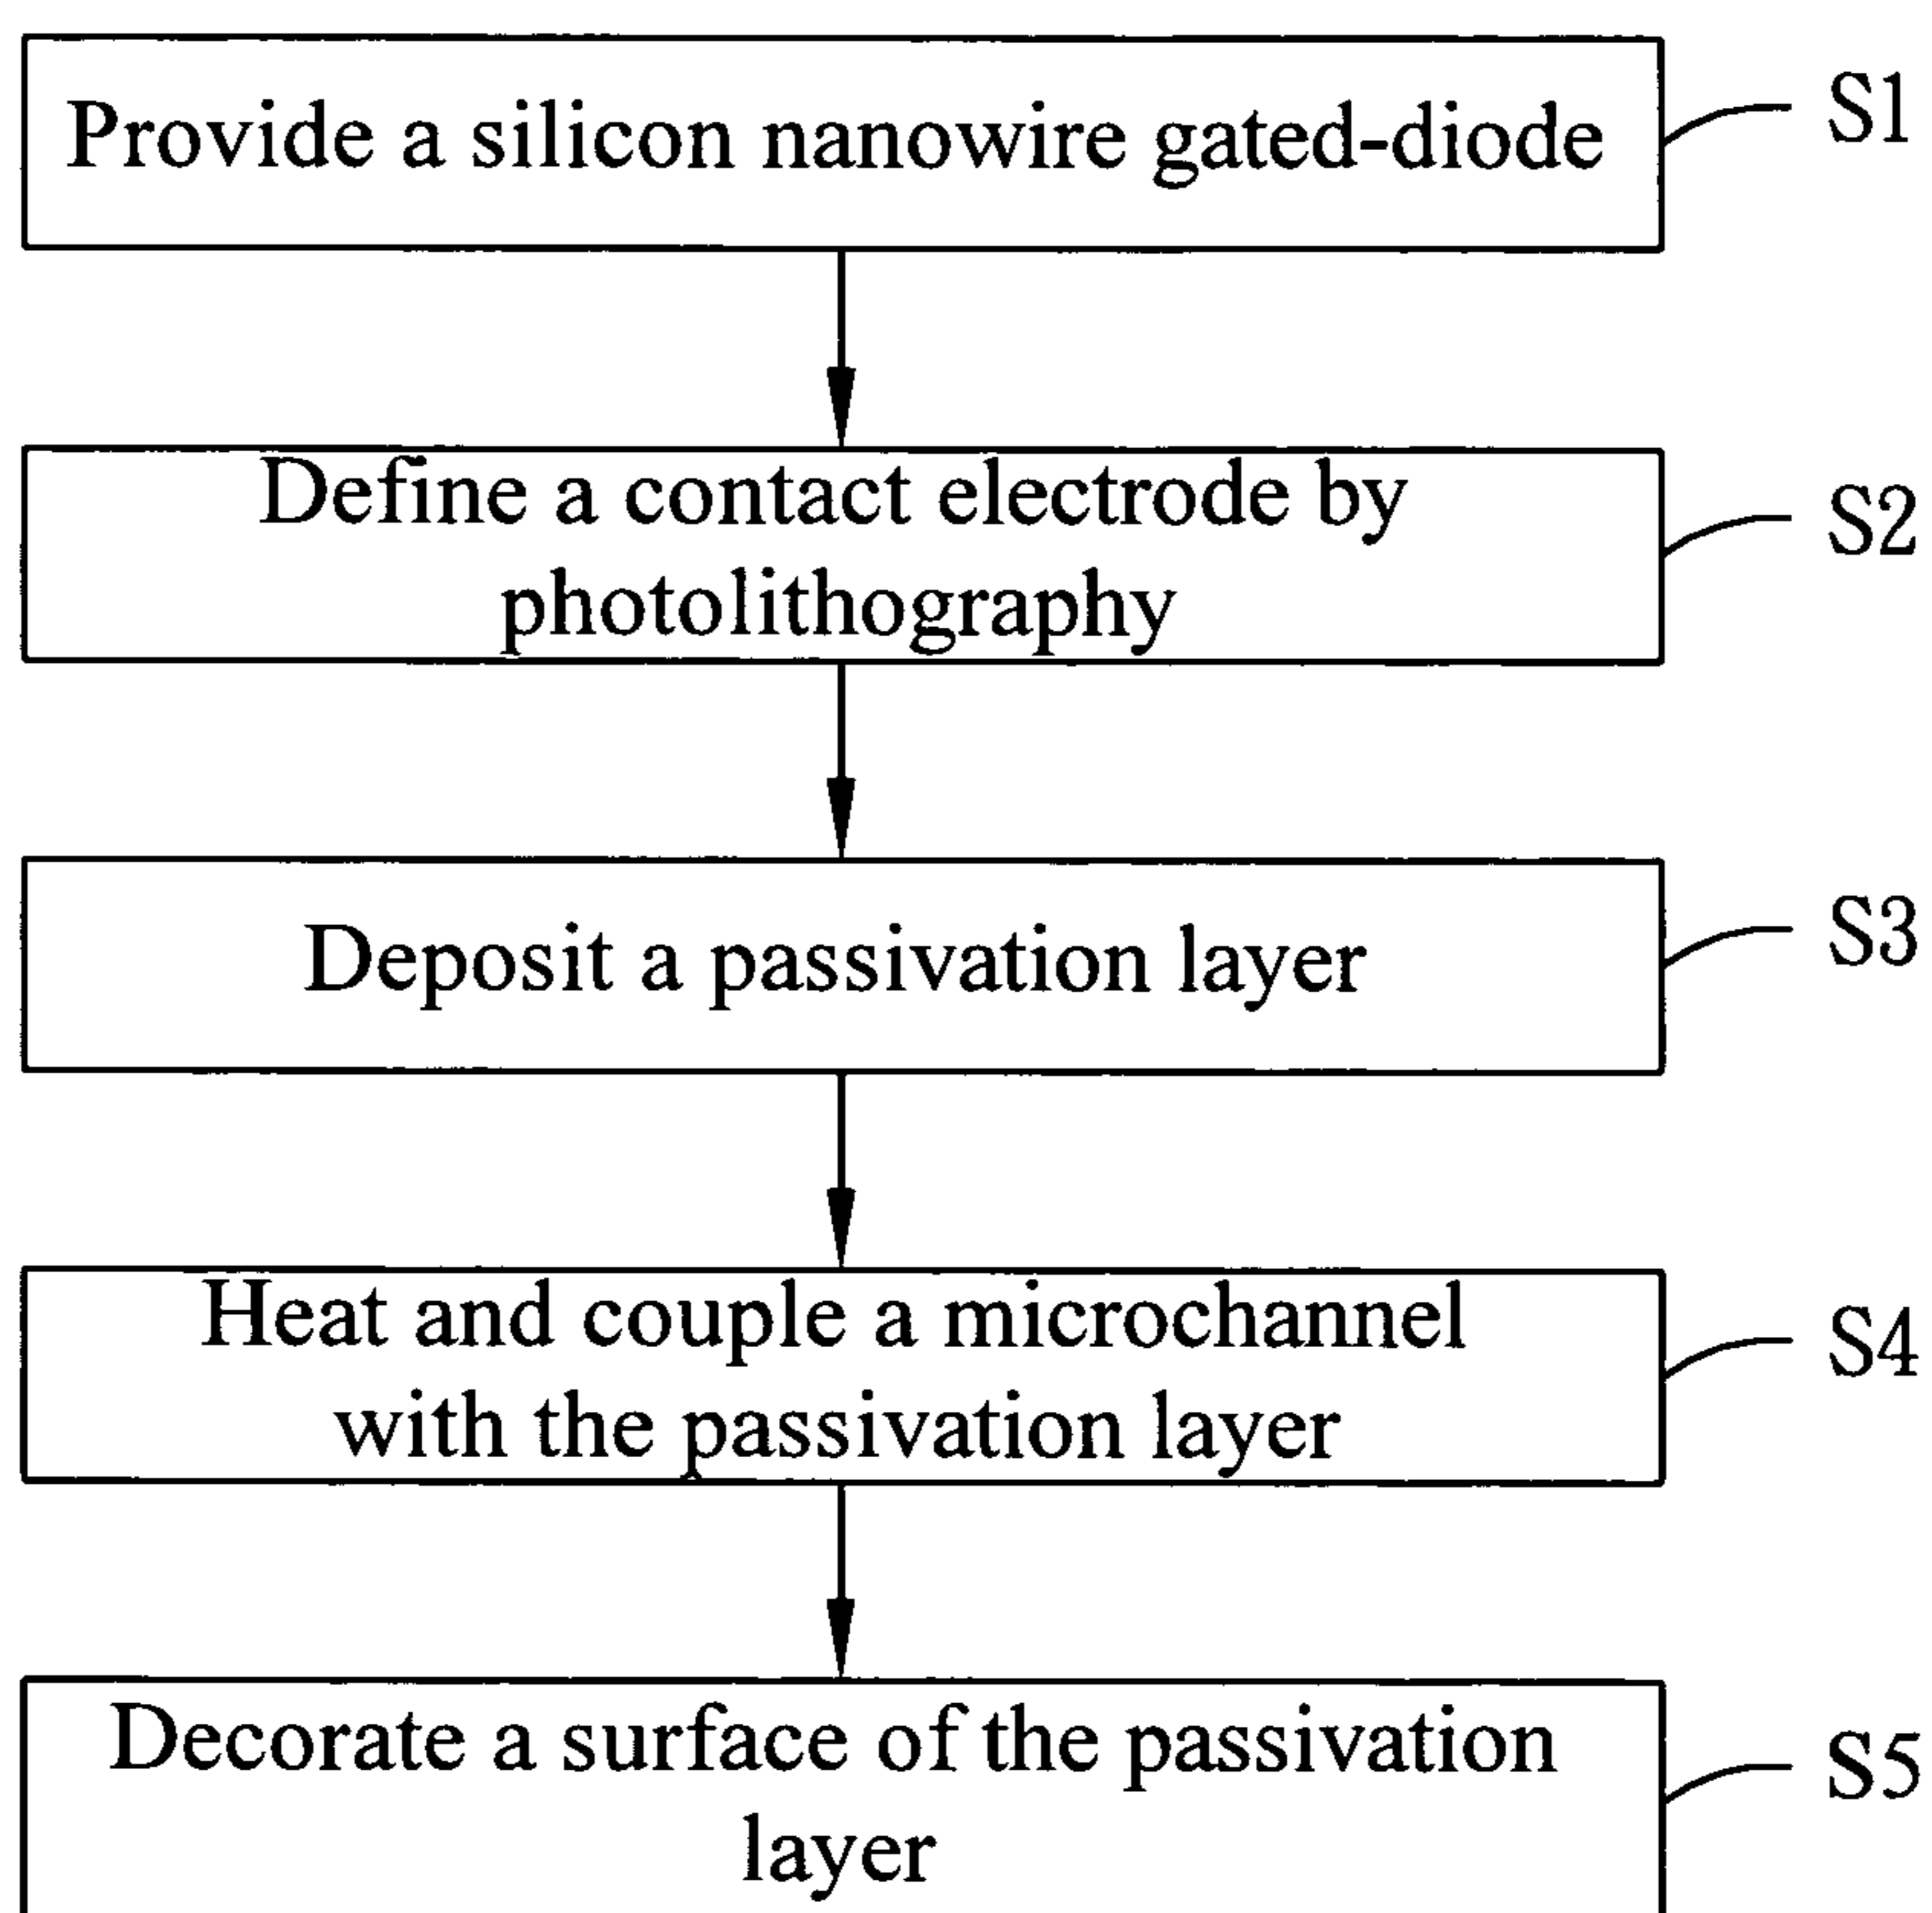 Provide a silicon nanowire gated-diode
S1
Define a contact electrode by
photolithography
S2
Deposit a passivation layer
S3
Heat and couple a microchannel
with the passivation layer
S4
Decorate a surface of the passivation
layer
S5